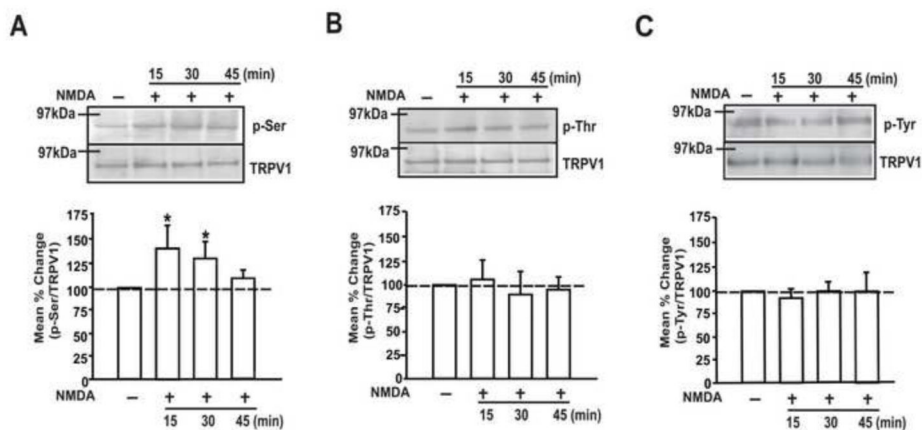 A
15 30 45 (min)
NMDA – + + +
97kDa
p-Ser
97kDa
TRPV1
Mean % Change
(p-Ser/TRPV1)
175
150
125
100
75
50
25
0
*
*
NMDA – + + +
15 30 45 (min)
B
15 30 45 (min)
NMDA – + + +
97kDa
p-Thr
97kDa
TRPV1
Mean % Change
(p-Thr/TRPV1)
175
150
125
100
75
50
25
0
NMDA – + + +
15 30 45 (min)
C
15 30 45 (min)
NMDA – + + +
97kDa
p-Tyr
97kDa
TRPV1
Mean % Change
(p-Tyr/TRPV1)
175
150
125
100
75
50
25
0
NMDA – + + +
15 30 45 (min)